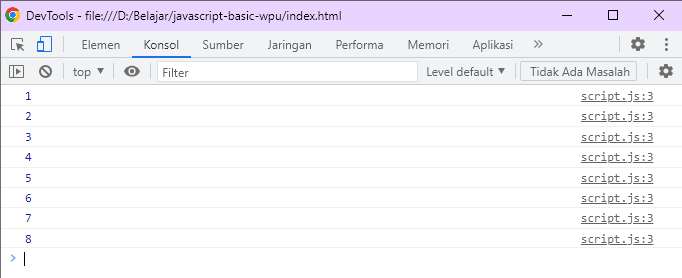 DevTools - file:///D:/Belajar/javascript-basic-wpu/index.html
Elemen Konsol Sumber Jaringan Performa Memori Aplikasi »
top ▼ Filter Level default ▼ Tidak Ada Masalah
1 script.js:3
2 script.js:3
3 script.js:3
4 script.js:3
5 script.js:3
6 script.js:3
7 script.js:3
8 script.js:3
>